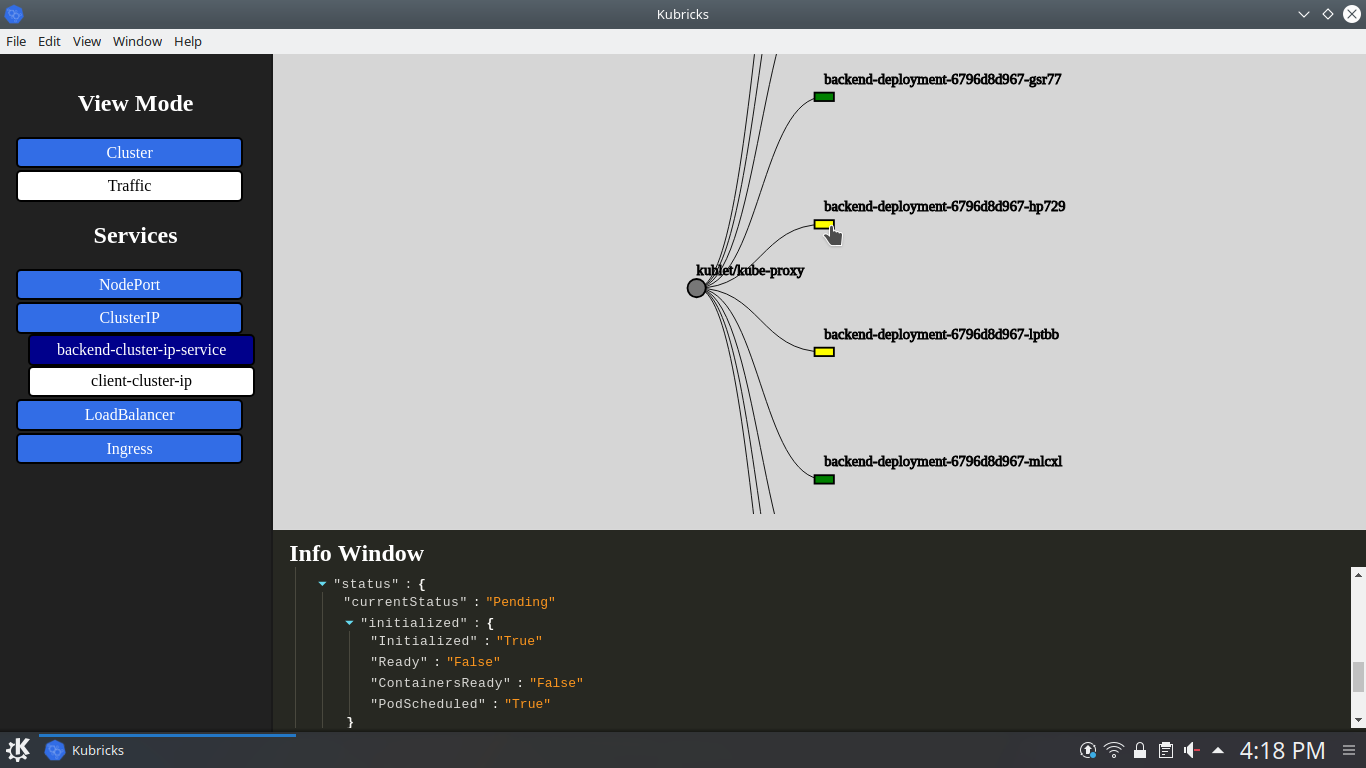 Kubricks
File Edit View Window Help
View Mode
Cluster
Traffic
Services
NodePort
ClusterIP
backend-cluster-ip-service
client-cluster-ip
LoadBalancer
Ingress
backend-deployment-6796d8d967-gsr77
backend-deployment-6796d8d967-hp729
kublet/kube-proxy
backend-deployment-6796d8d967-lptbb
backend-deployment-6796d8d967-mlcxl
Info Window
"status" : {
"currentStatus" : "Pending"
"initialized" : {
"Initialized" : "True"
"Ready" : "False"
"ContainersReady" : "False"
"PodScheduled" : "True"
}
Kubricks
4:18 PM